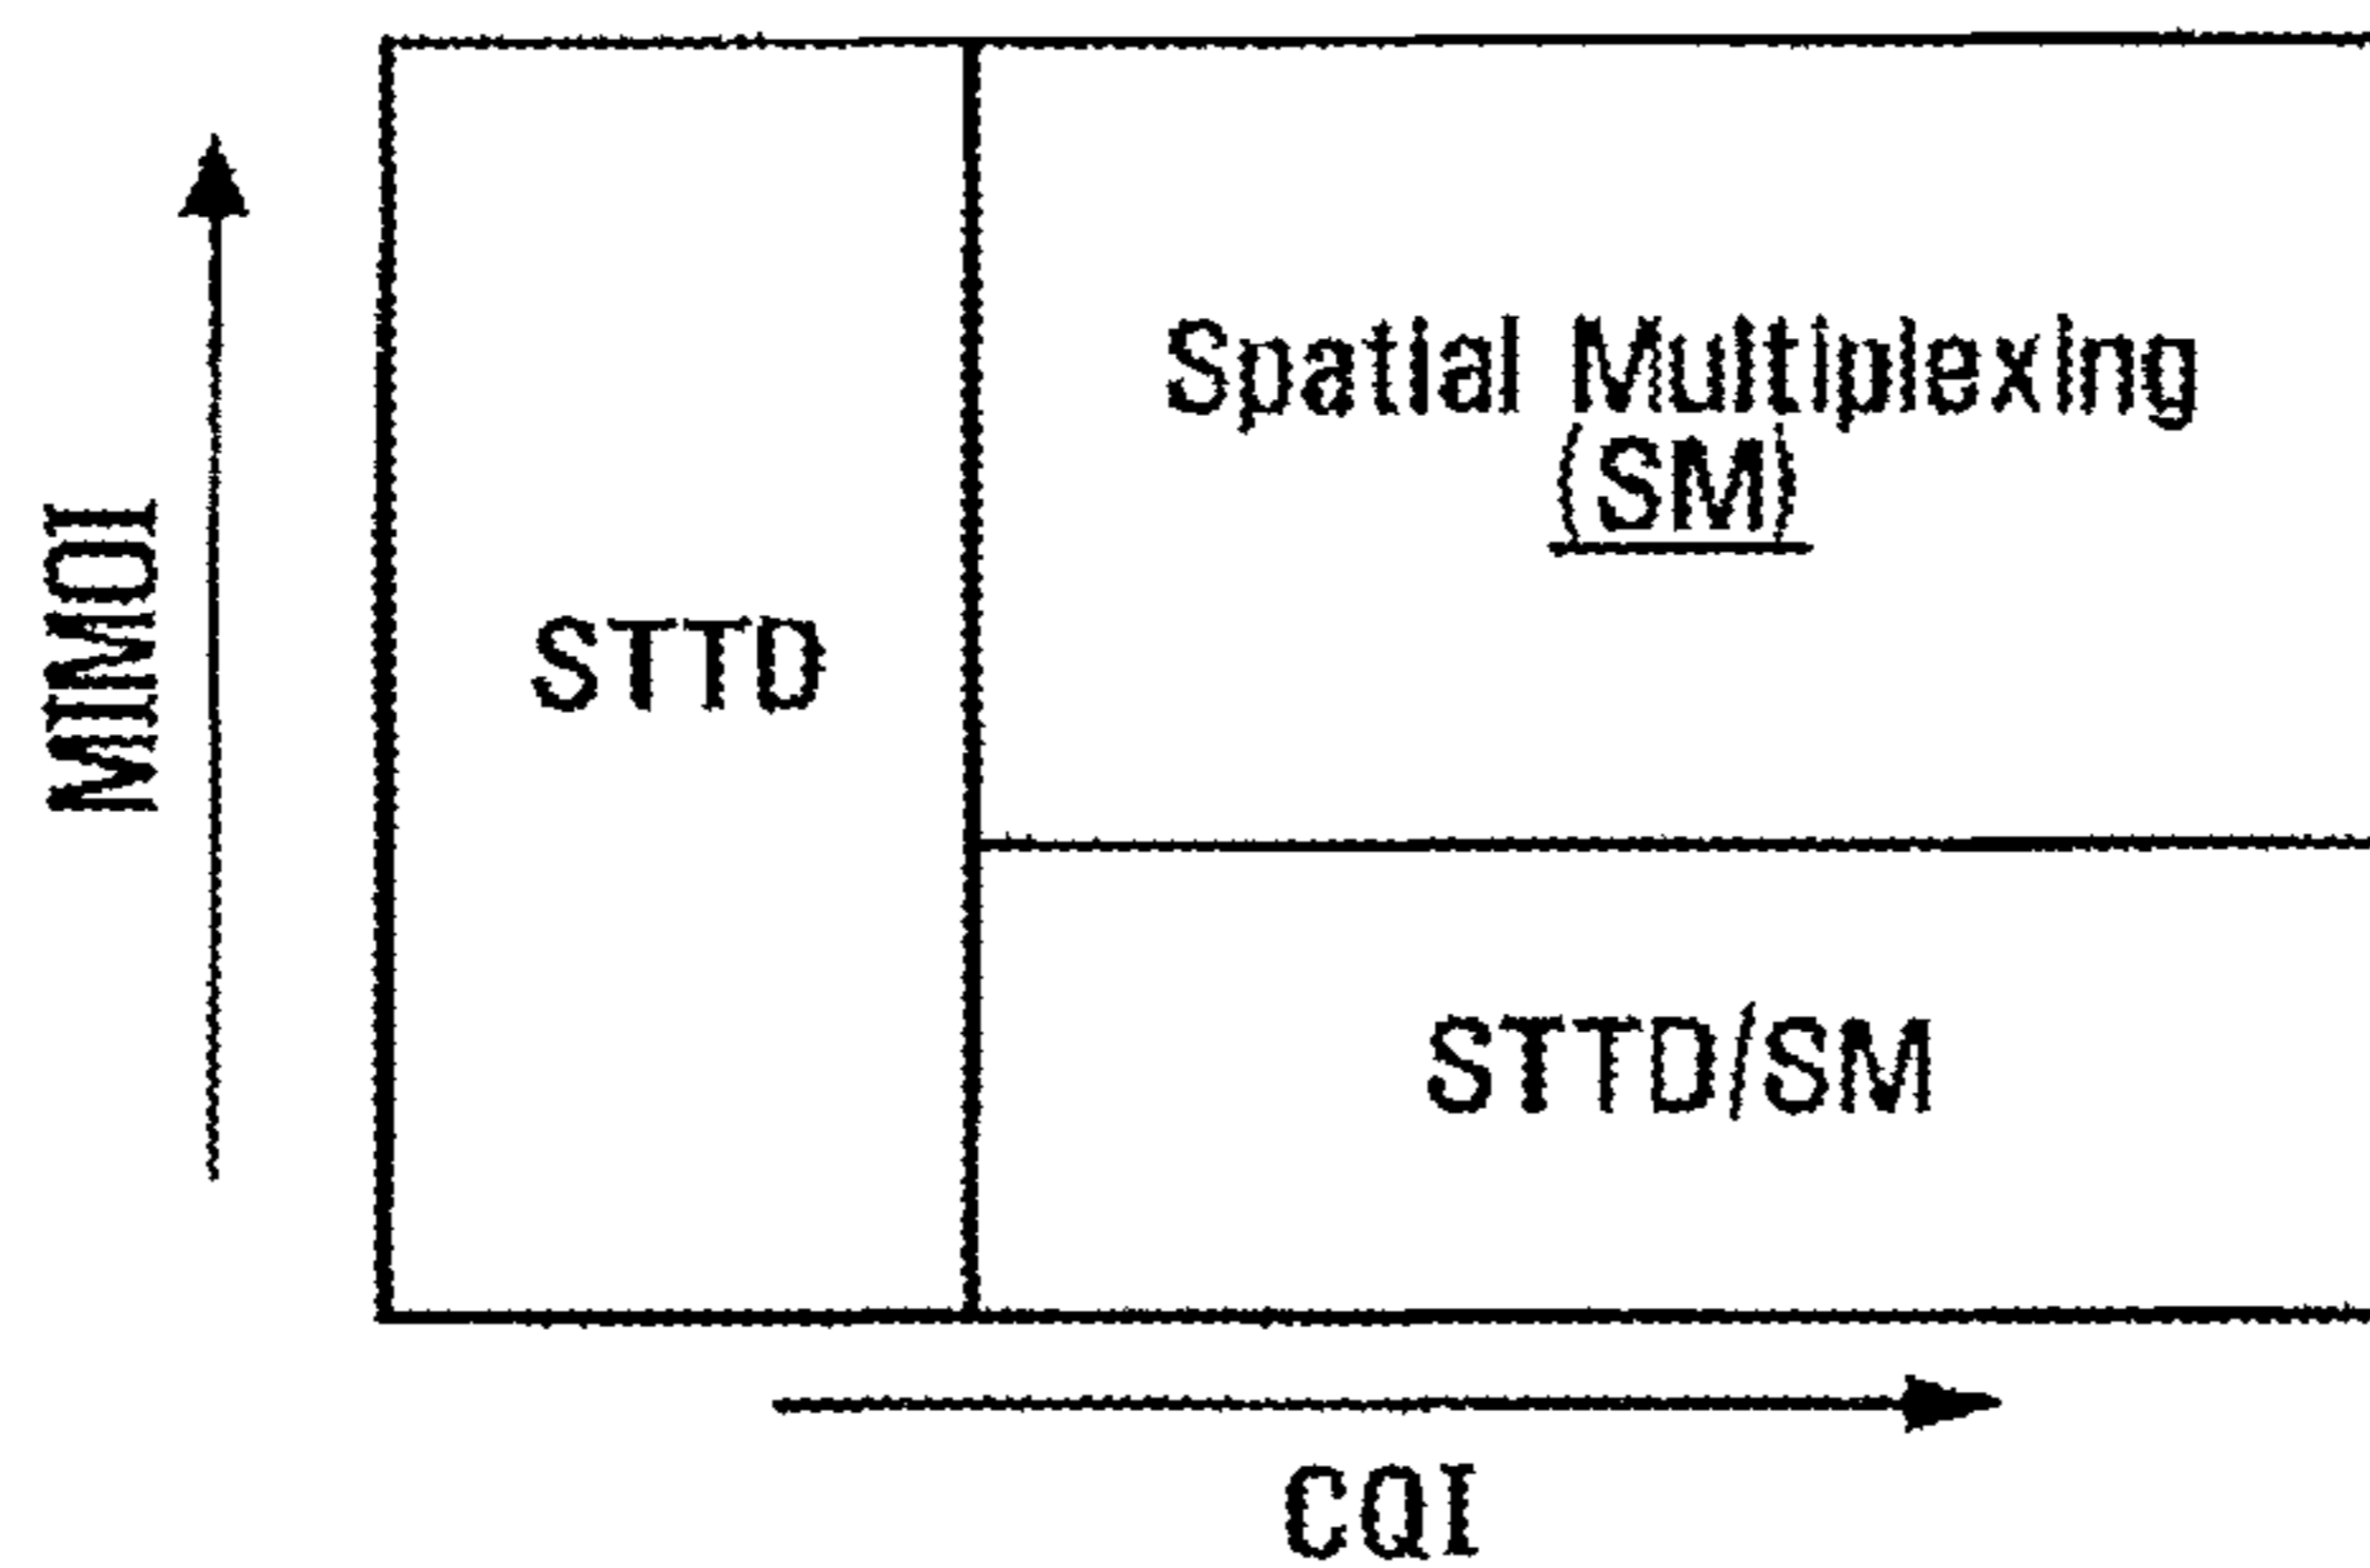 MIMOI
STTD
Spatial Multiplexing
(SM)
STTD/SM
CQI